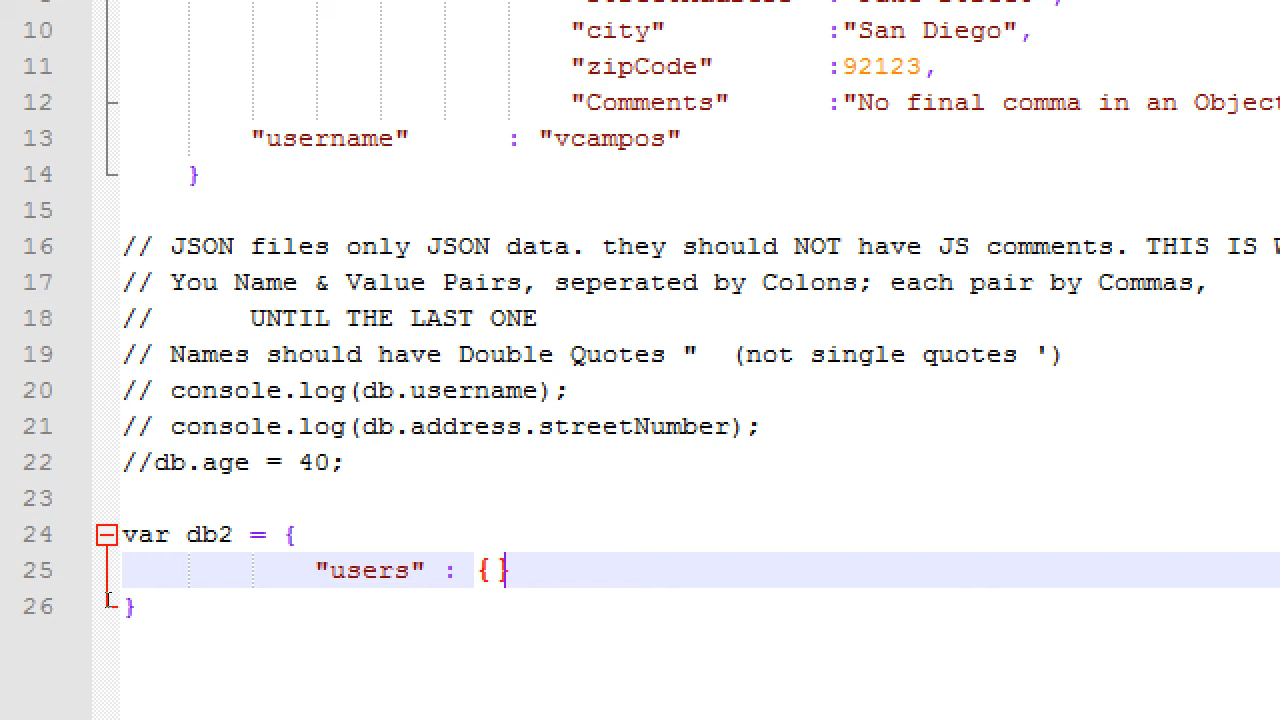 10 "city" :"San Diego",
11 "zipCode" :92123,
12 "Comments" :"No final comma in an Object
13 "username" : "vcampos"
14 }
15
16 // JSON files only JSON data. they should NOT have JS comments. THIS IS
17 // You Name & Value Pairs, seperated by Colons; each pair by Commas,
18 // UNTIL THE LAST ONE
19 // Names should have Double Quotes " (not single quotes ')
20 // console.log(db.username);
21 // console.log(db.address.streetNumber);
22 //db.age = 40;
23
24 var db2 = {
25 "users" : {}
26 }